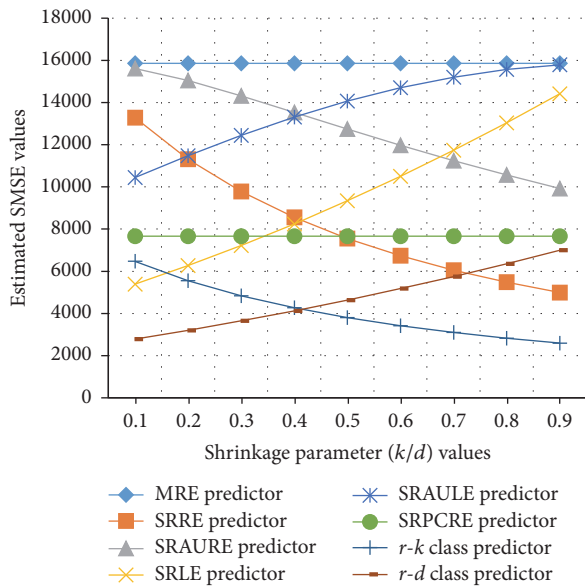 18000
16000
14000
12000
10000
8000
6000
4000
2000
0
Estimated SMSE values
0.1 0.2 0.3 0.4 0.5 0.6 0.7 0.8 0.9
Shrinkage parameter (k/d) values
MRE predictor
SRRE predictor
SRAURE predictor
SRLE predictor
SRAULE predictor
SRPCRE predictor
r-k class predictor
r-d class predictor